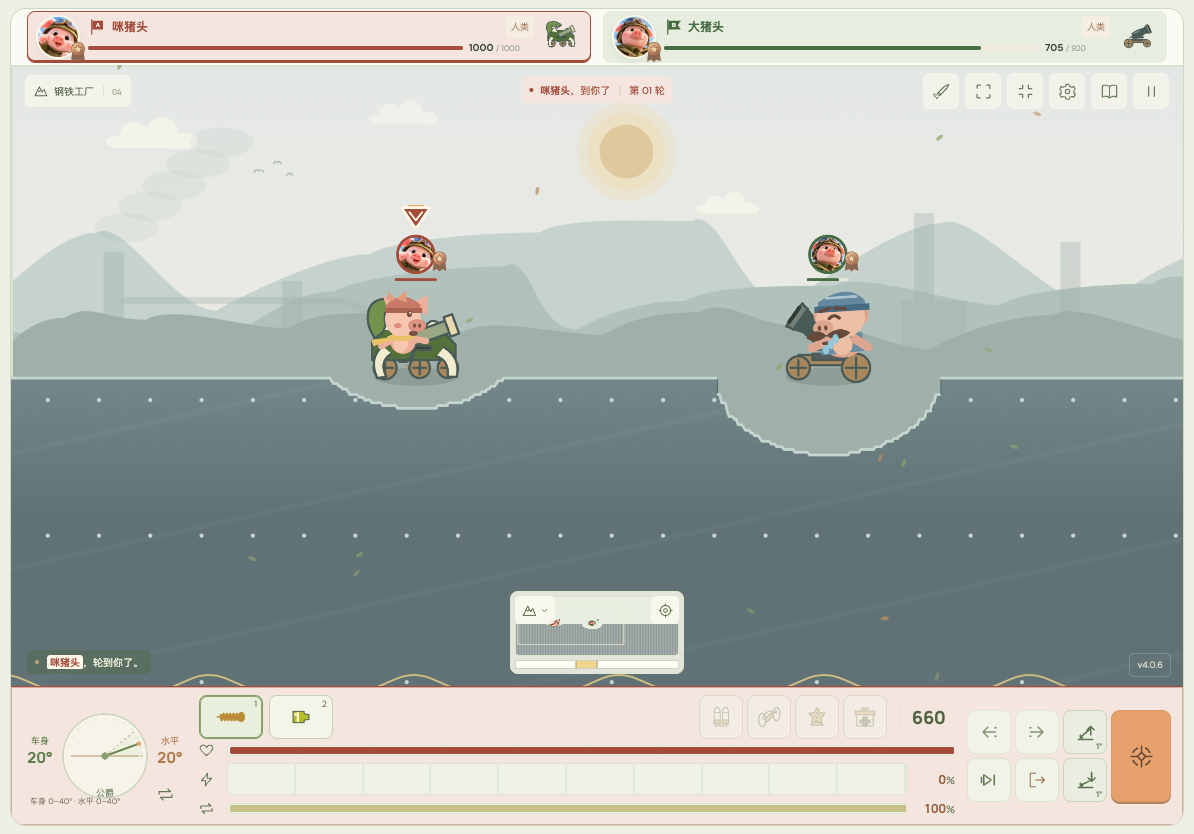 咪猪头
人类
1000 / 1000
大猪头
人类
705 / 920
钢铁工厂 04
咪猪头，到你了 第 01 轮
咪猪头，轮到你了。
v4.0.6
1
1
2
660
车身
20°
水平
20°
公爵
车身 0–40° · 水平 0–40°
0%
100%
1°
1°